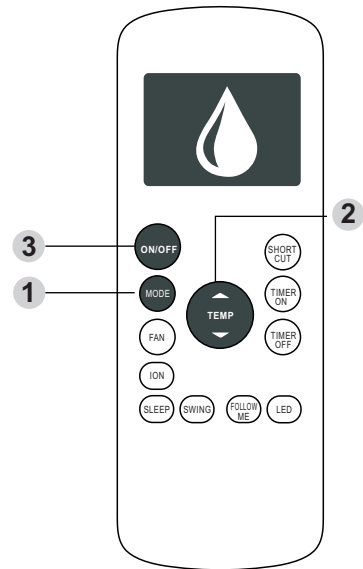 2
3
ON/OFF
SHORT
CUT
1
MODE
TEMP
TIMER
ON
FAN
TIMER
OFF
ION
SLEEP
SWING
FOLLOW
ME
LED